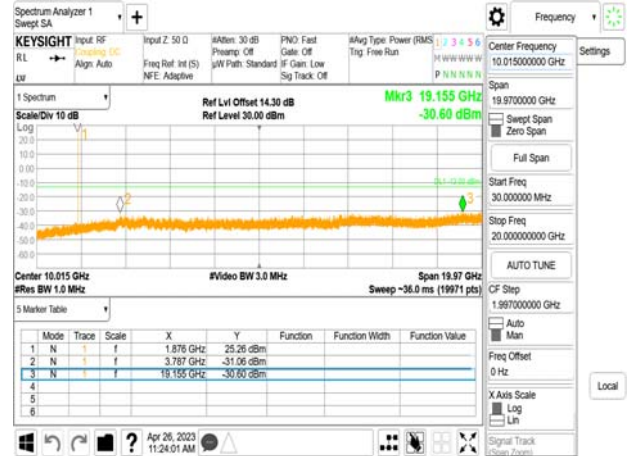 Spectrum Analyzer 1
Swept SA
+
Frequency
Settings
KEYSIGHT
RL
Input: RF
Coupling: DC
Align: Auto
Input Z: 50 Ω
Freq Ref: Int (S)
NFE: Adaptive
#Atten: 30 dB
Preamp: Off
µW Path: Standard
PNO: Fast
Gate: Off
IF Gain: Low
Sig Track: Off
#Avg Type: Power (RMS
Trig: Free Run
1 2 3 4 5 6
M W W W W W
P N N N N N
1 Spectrum
Scale/Div 10 dB
Ref Lvl Offset 14.30 dB
Ref Level 30.00 dBm
Mkr3 19.155 GHz
-30.60 dBm
Log
20.0
10.0
0.00
-10.0
-20.0
-30.0
-40.0
-50.0
-60.0
1
2
3
Center 10.015 GHz
#Res BW 1.0 MHz
#Video BW 3.0 MHz
Span 19.97 GHz
Sweep ~36.0 ms (19971 pts)
5 Marker Table
Mode Trace Scale X Y Function Function Width Function Value
1 N 1 f 1.876 GHz 25.26 dBm
2 N 1 f 3.787 GHz -31.06 dBm
3 N 1 f 19.155 GHz -30.60 dBm
4
5
6
Center Frequency
10.015000000 GHz
Span
19.9700000 GHz
Swept Span
Zero Span
Full Span
Start Freq
30.000000 MHz
Stop Freq
20.000000000 GHz
AUTO TUNE
CF Step
1.997000000 GHz
Auto
Man
Freq Offset
0 Hz
X Axis Scale
Log
Lin
Signal Track
(Span Zoom)
Local
?
Apr 26, 2023
11:24:01 AM